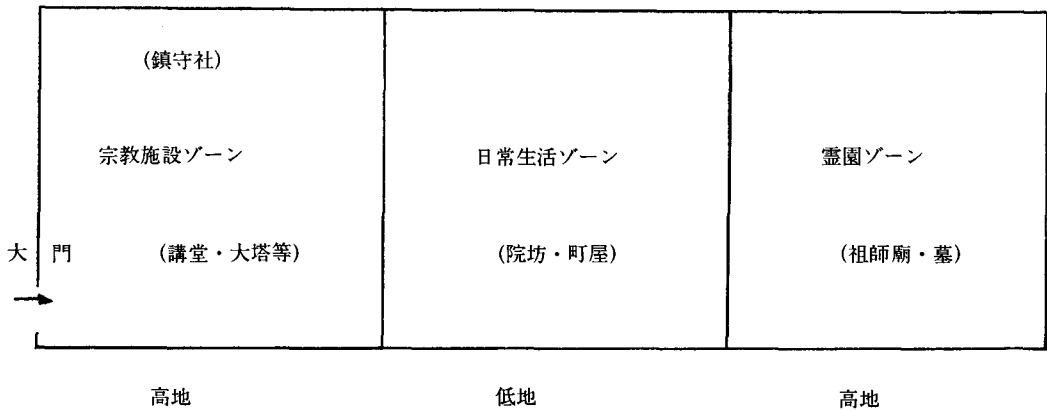 (鎮守社)
宗教施設ゾーン 日常生活ゾーン 霊園ゾーン
大門 (講堂・大塔等) (院坊・町屋) (祖師廟・墓)
高地 低地 高地